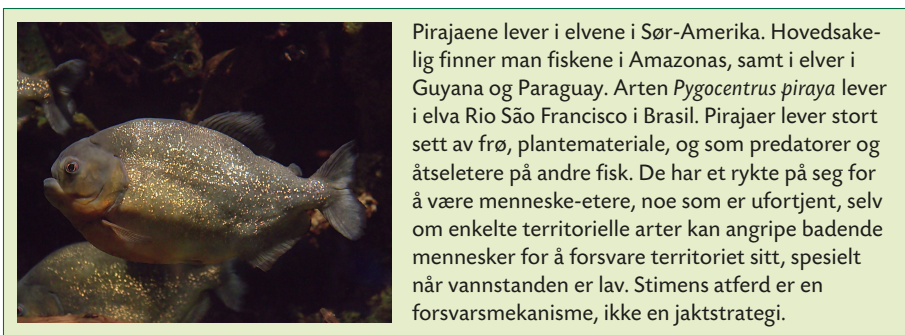 Pirajaene lever i elvene i Sør-Amerika. Hovedsake-
lig finner man fiskene i Amazonas, samt i elver i
Guyana og Paraguay. Arten Pygocentrus piraya lever
i elva Rio São Francisco i Brasil. Pirajaer lever stort
sett av frø, plantemateriale, og som predatorer og
åtseletere på andre fisk. De har et rykte på seg for
å være menneske-etere, noe som er ufortjent, selv
om enkelte territorielle arter kan angripe badende
mennesker for å forsvare territoriet sitt, spesielt
når vannstanden er lav. Stimens atferd er en
forsvarsmekanisme, ikke en jaktstrategi.